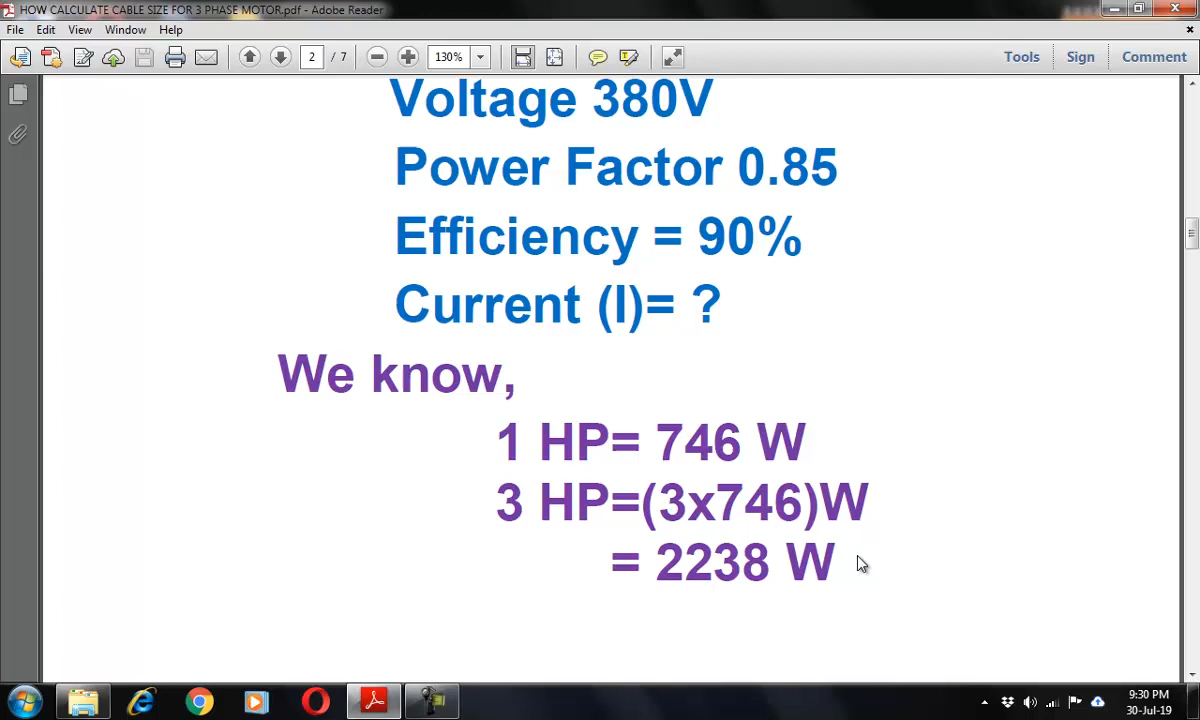 HOW CALCULATE CABLE SIZE FOR 3 PHASE MOTOR.pdf - Adobe Reader
File Edit View Window Help
2 / 7 130% Tools Sign Comment
Voltage 380V
Power Factor 0.85
Efficiency = 90%
Current (I)= ?
We know,
1 HP= 746 W
3 HP=(3x746)W
= 2238 W
9:30 PM
30-Jul-19